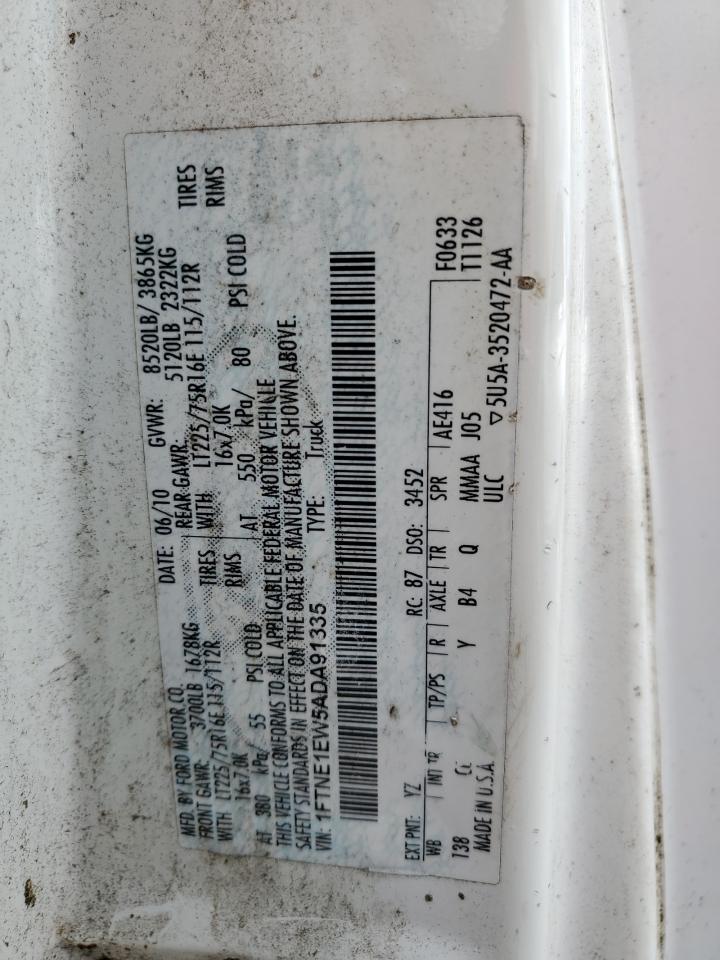 MFD. BY FORD MOTOR CO. DATE: 06/10 GVWR: 8520LB/ 3865KG
FRONT GAWR: 3700LB 1678KG REAR GAWR: 5120LB 2322KG
WITH LT225/75R16E 115/112R TIRES WITH LT225/75R16E 115/112R TIRES
16x7.0K RIMS 16x7.0K RIMS
AT 380 kPa/ 55 PSI COLD AT 550 kPa/ 80 PSI COLD
THIS VEHICLE CONFORMS TO ALL APPLICABLE FEDERAL MOTOR VEHICLE
SAFETY STANDARDS IN EFFECT ON THE DATE OF MANUFACTURE SHOWN ABOVE.
VIN: 1FTNE1EW5ADA91335 TYPE: Truck
EXT PNT: YZ RC: 87 DSO: 3452 F0633
WB INT TR TP/PS R AXLE TR SPR AE416 T1126
138 Y B4 Q MMAA J05
MADE IN U.S.A. ULC ▽5U5A-3520472-AA